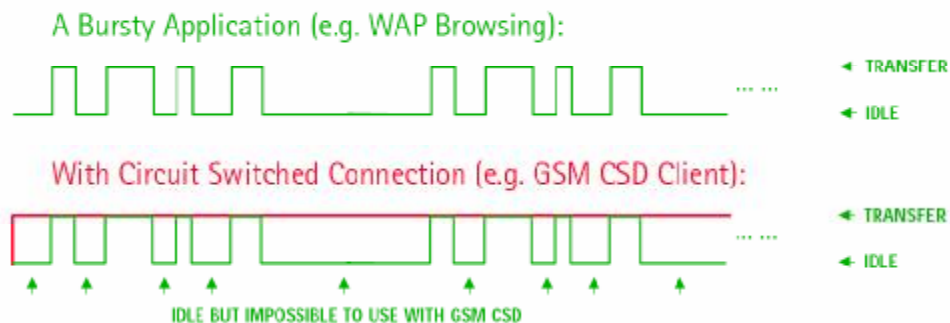 A Bursty Application (e.g. WAP Browsing):
TRANSFER
... ...
IDLE
With Circuit Switched Connection (e.g. GSM CSD Client):
TRANSFER
... ...
IDLE
IDLE BUT IMPOSSIBLE TO USE WITH GSM CSD